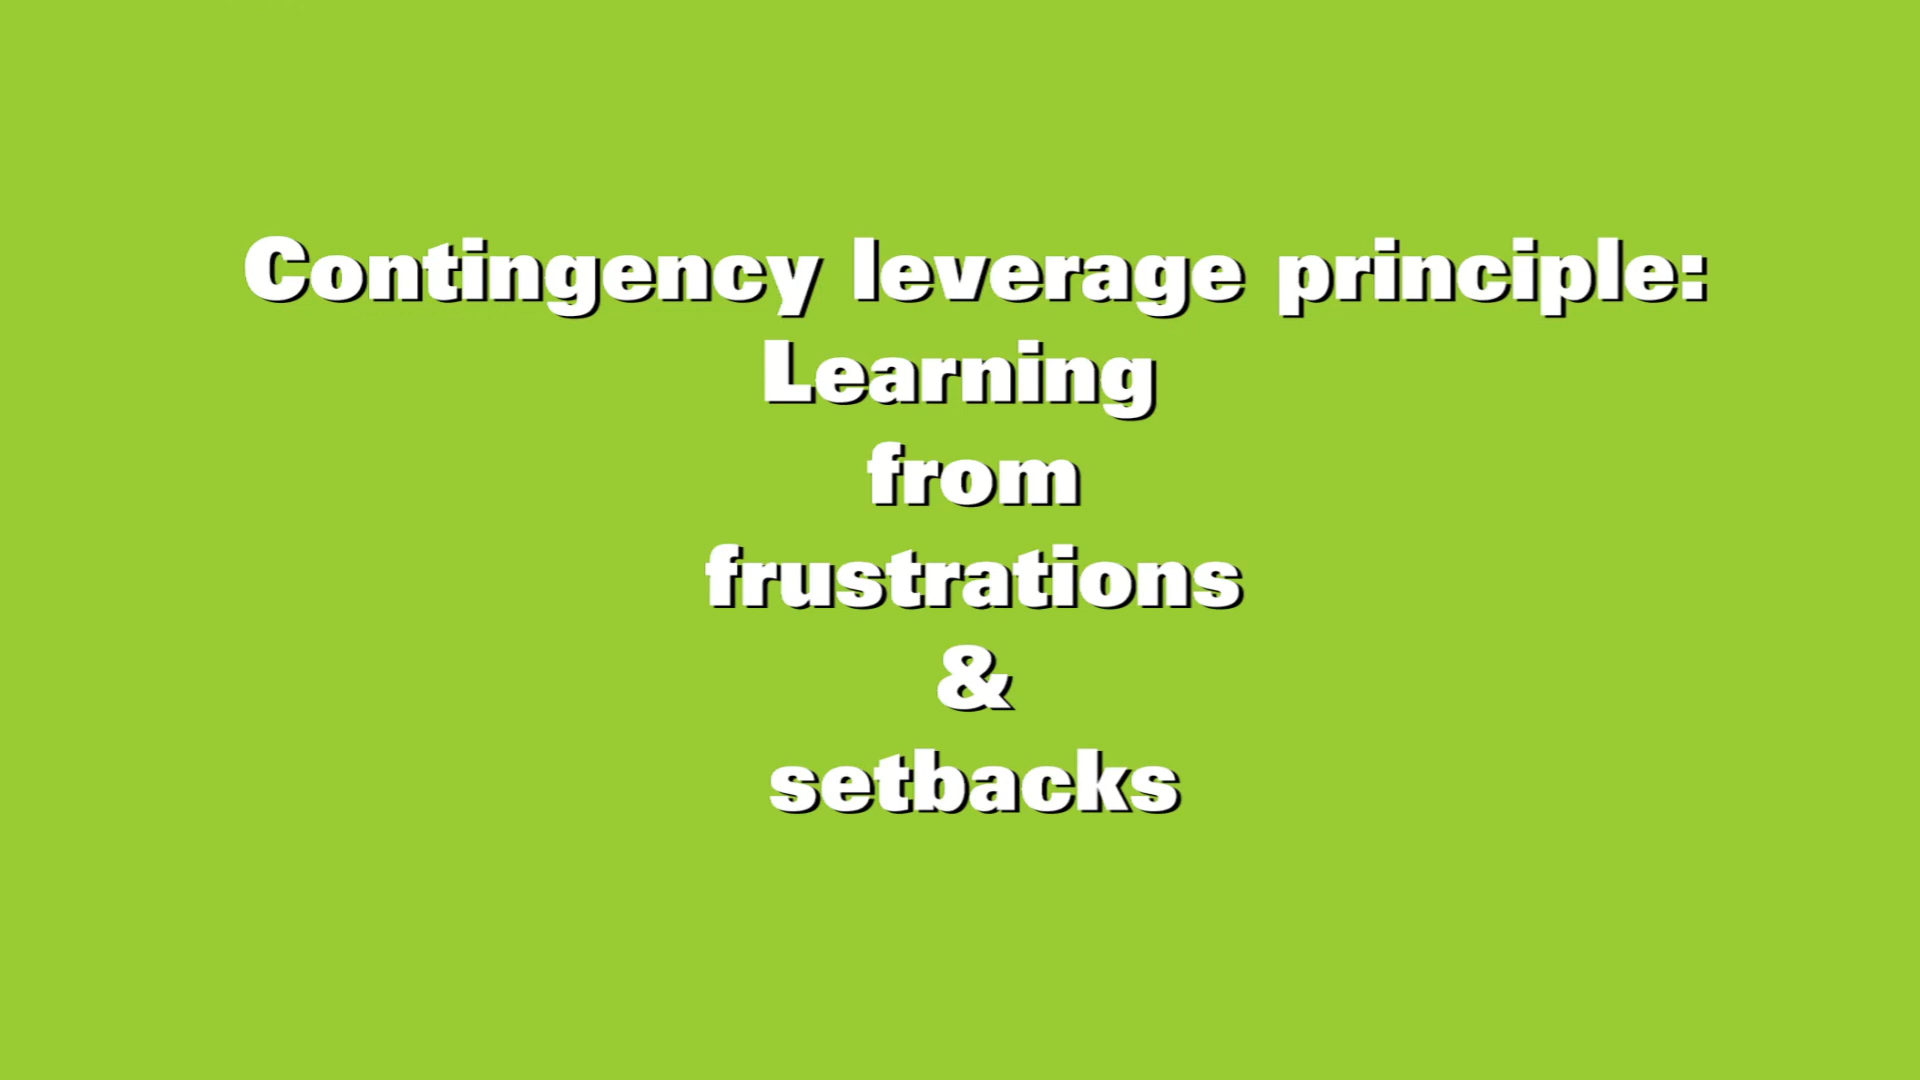 Contingency leverage principle:
Learning
from
frustrations
&
setbacks